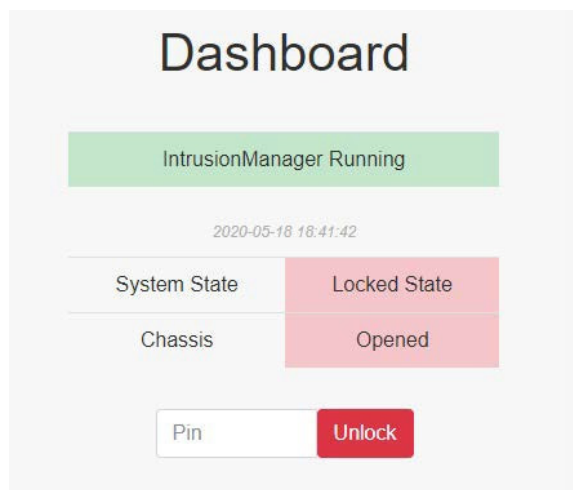 Dashboard
IntrusionManager Running
2020-05-18 18:41:42
System State Locked State
Chassis Opened
Pin Unlock